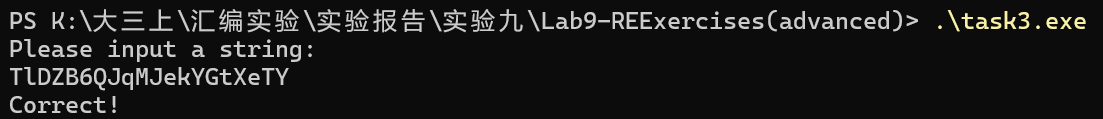 PS K:\大三上\汇编实验\实验报告\实验九\Lab9-REExercises(advanced)> .\task3.exe
Please input a string:
TlDZB6QJqMJekYGtXeTY
Correct!